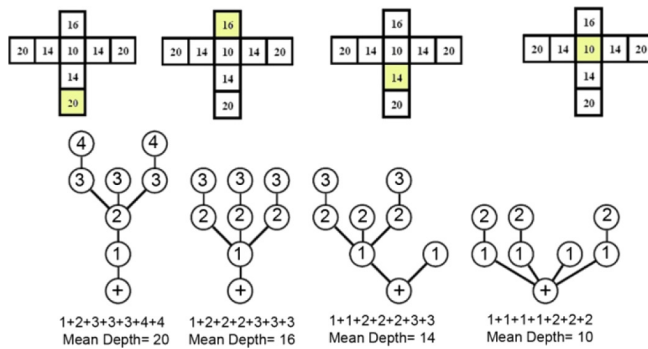 16 16 16 16
20 14 10 14 20 20 14 10 14 20 20 14 10 14 20 20 14 10 14 20
14 14 14 14
20 20 20 20
4 4
3 3 3 3 3 3 3 3
2 2 2 2 2 2 2 2 2 2
1 1 1 1 1 1 1 1
+ + + +
1+2+3+3+3+4+4 1+2+2+2+3+3+3 1+1+2+2+2+3+3 1+1+1+1+2+2+2
Mean Depth= 20 Mean Depth= 16 Mean Depth= 14 Mean Depth= 10